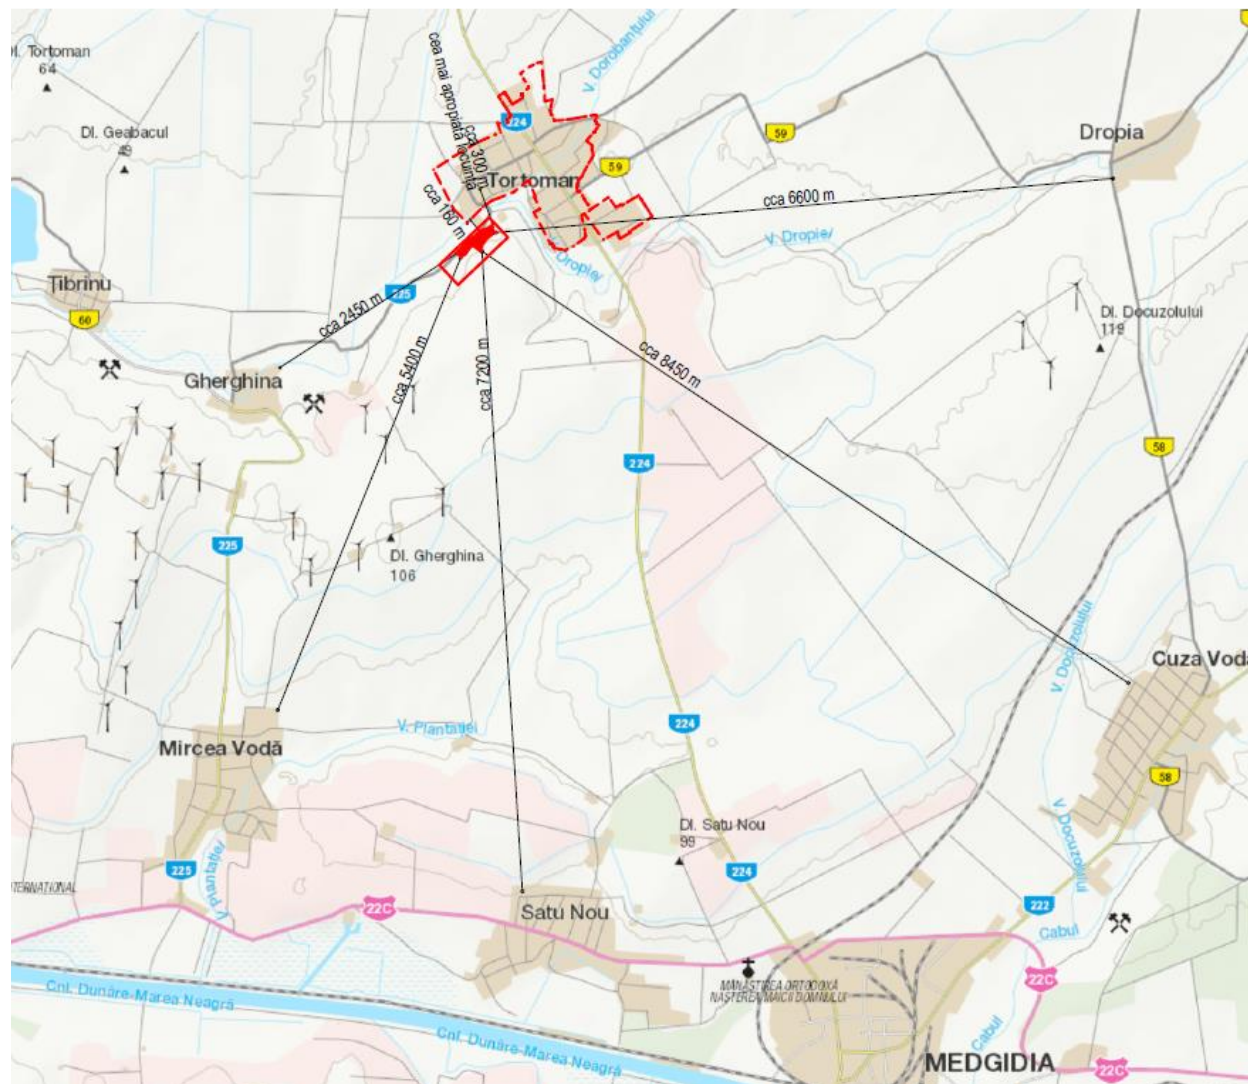 Dl. Tortoman
64
Dl. Geabacul
V. Dorobanțului
224
59
Dropia
cea mai apropiată locuință
cca 300 m
Tortoman
59
cca 160 m
cca 6600 m
V. Dropiei
V. Dropiei
Țibrinu
60
225
cca 2450 m
Dl. Docuzolului
119
Gherghina
cca 5400 m
cca 7200 m
cca 8450 m
224
58
225
Dl. Gherghina
106
V. Docuzolului
Cuza Vodă
V. Plantației
224
Mircea Vodă
58
Dl. Satu Nou
99
V. Docuzolului
225
224
V. Plantației
TERNAȚIONAL
22C
Satu Nou
222
Cabul
MÂNĂSTIREA ORTODOXĂ
NAȘTEREA MAICII DOMNULUI
22C
Cnl. Dunăre-Marea Neagră
Cnl. Dunăre-Marea Neagră
Cabul
MEDGIDIA
22C